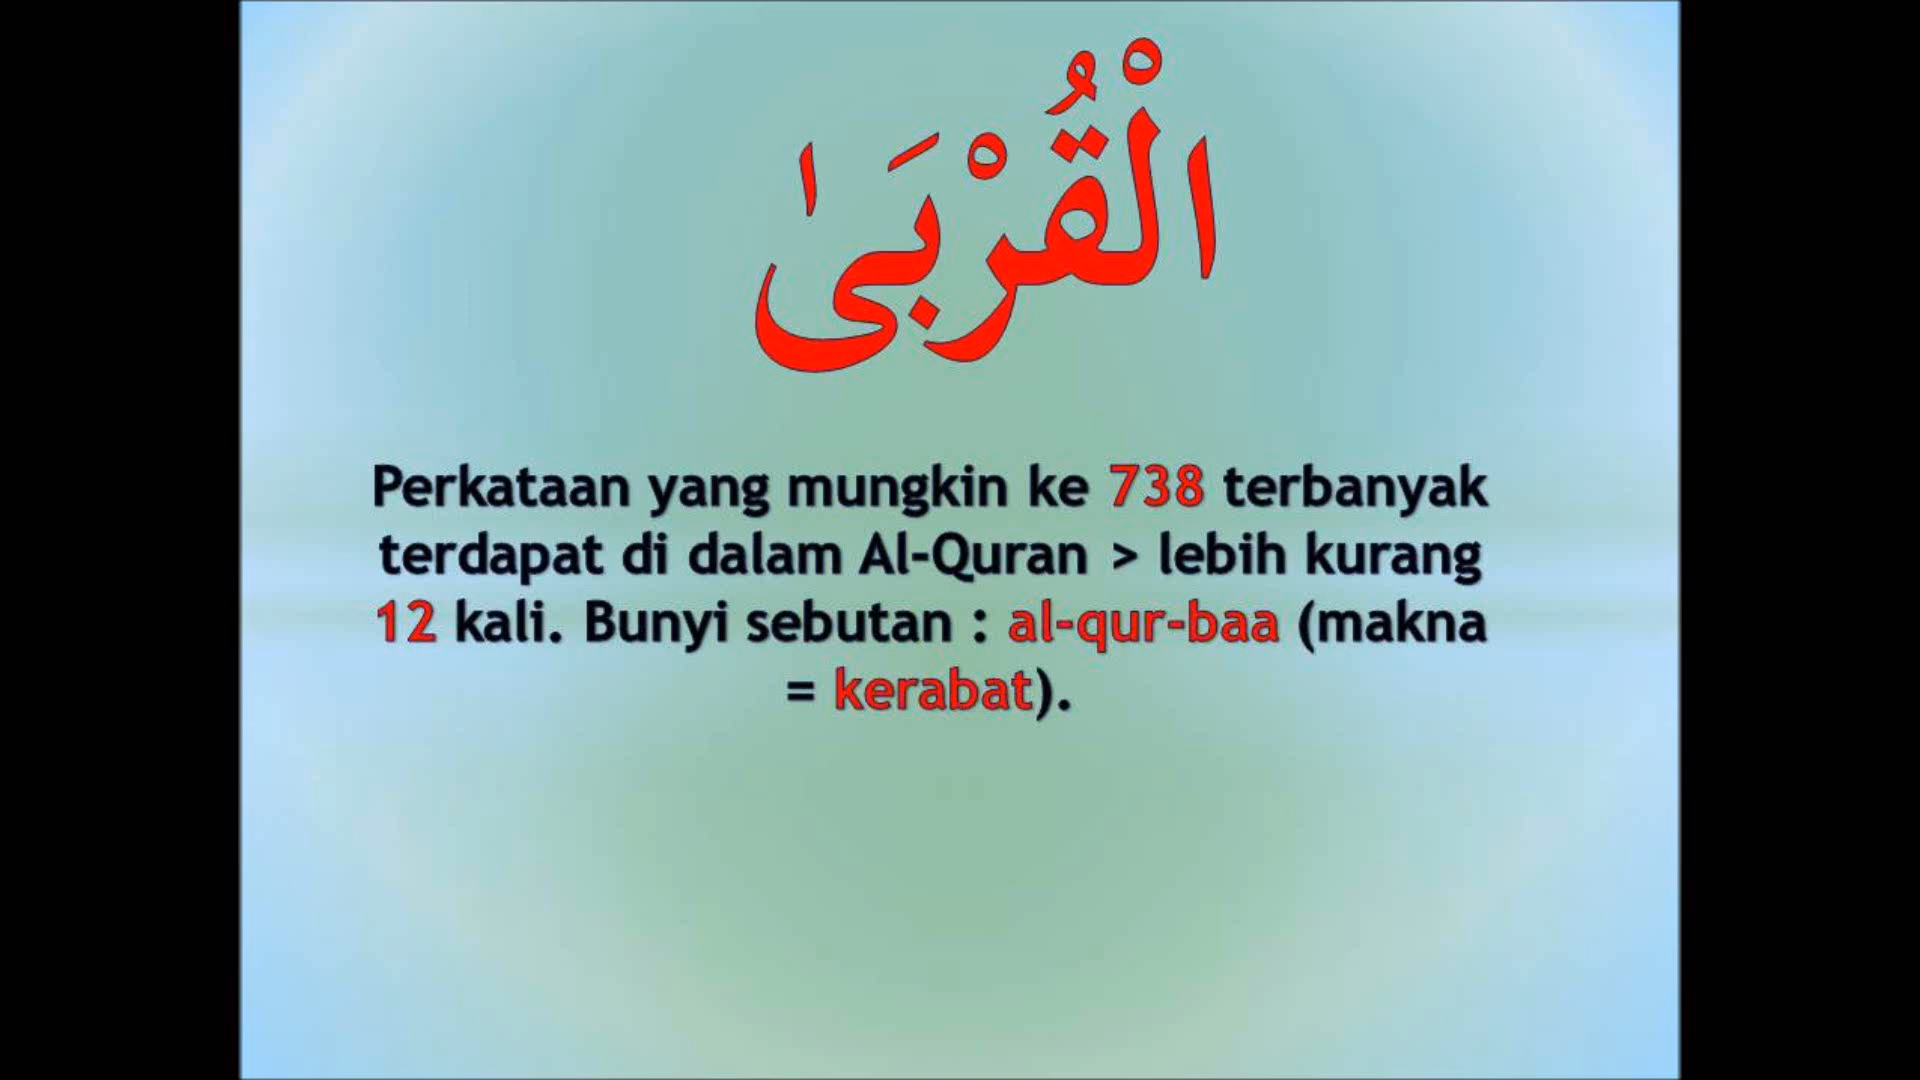 الْقُرْبَىٰ
Perkataan yang mungkin ke 738 terbanyak
terdapat di dalam Al-Quran > lebih kurang
12 kali. Bunyi sebutan : al-qur-baa (makna
= kerabat).